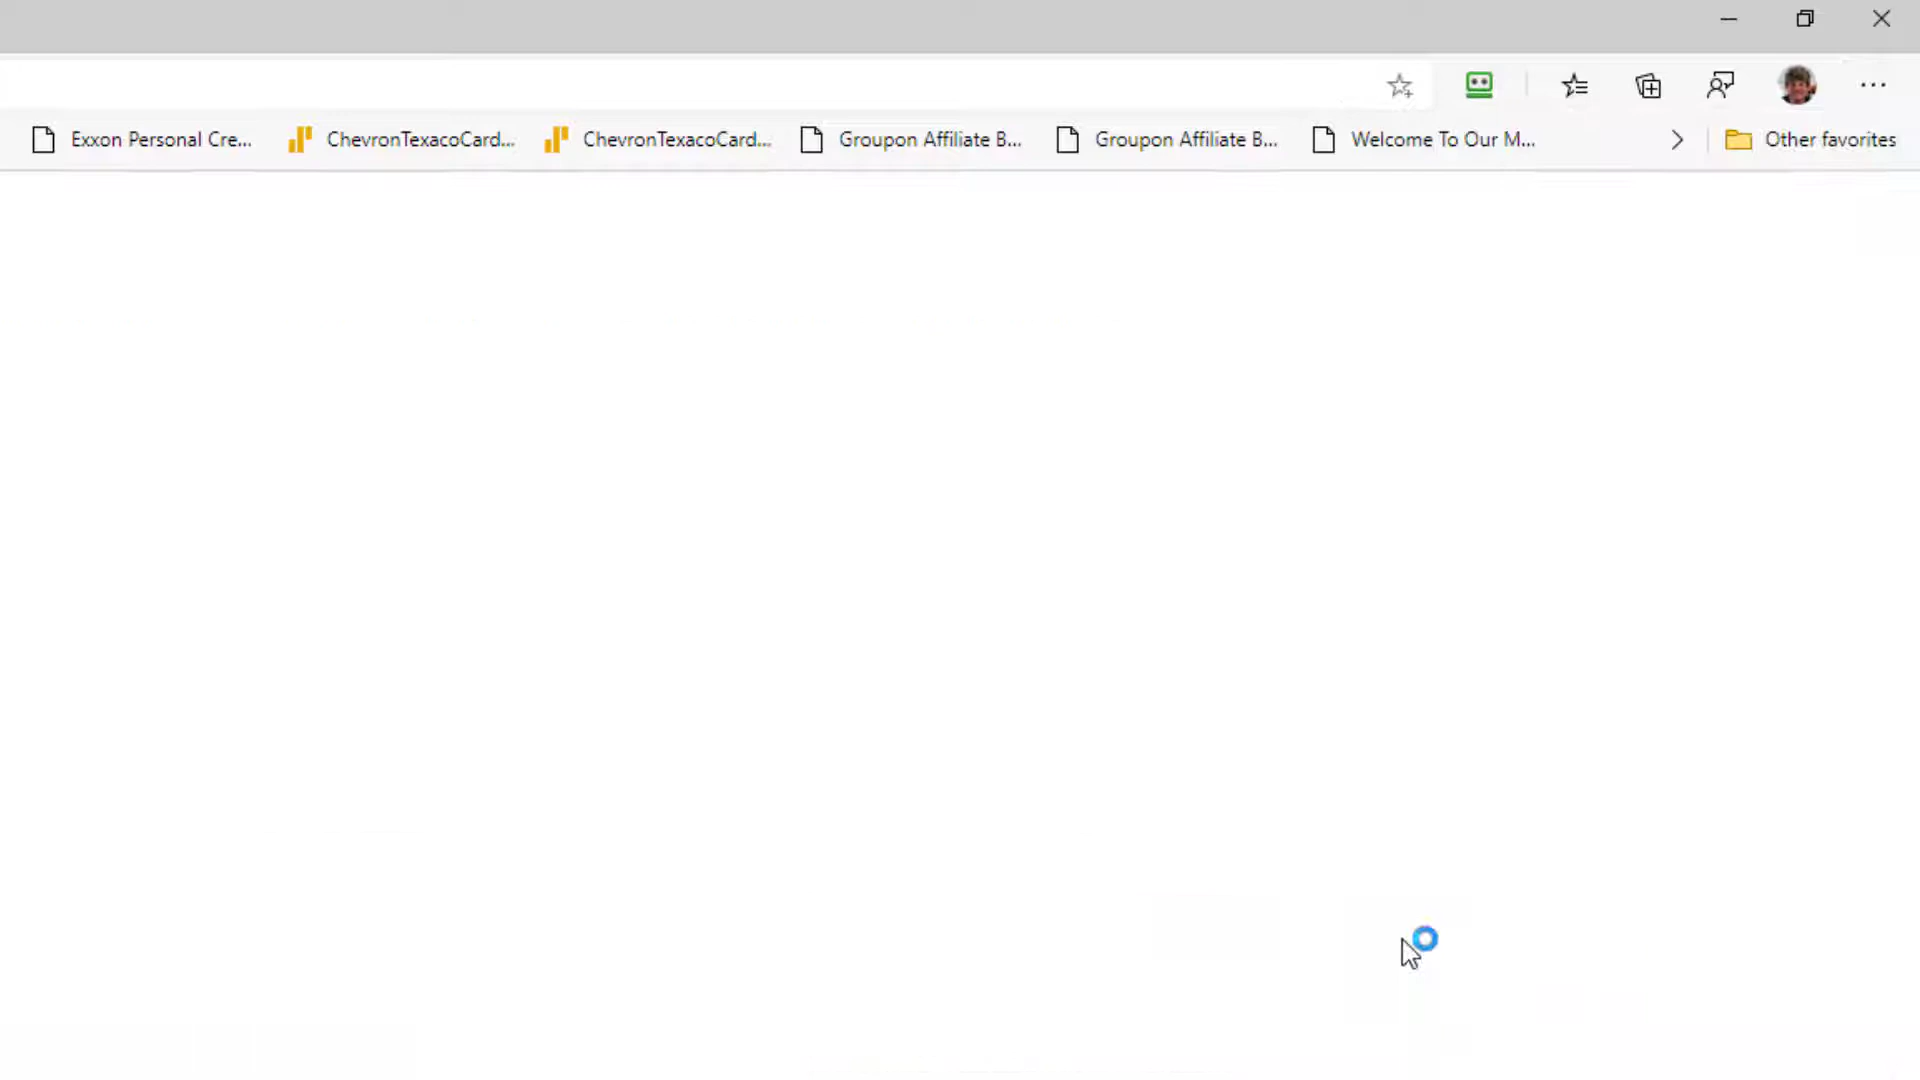 Exxon Personal Cre... ChevronTexacoCard... ChevronTexacoCard... Groupon Affiliate B... Groupon Affiliate B... Welcome To Our M... Other favorites